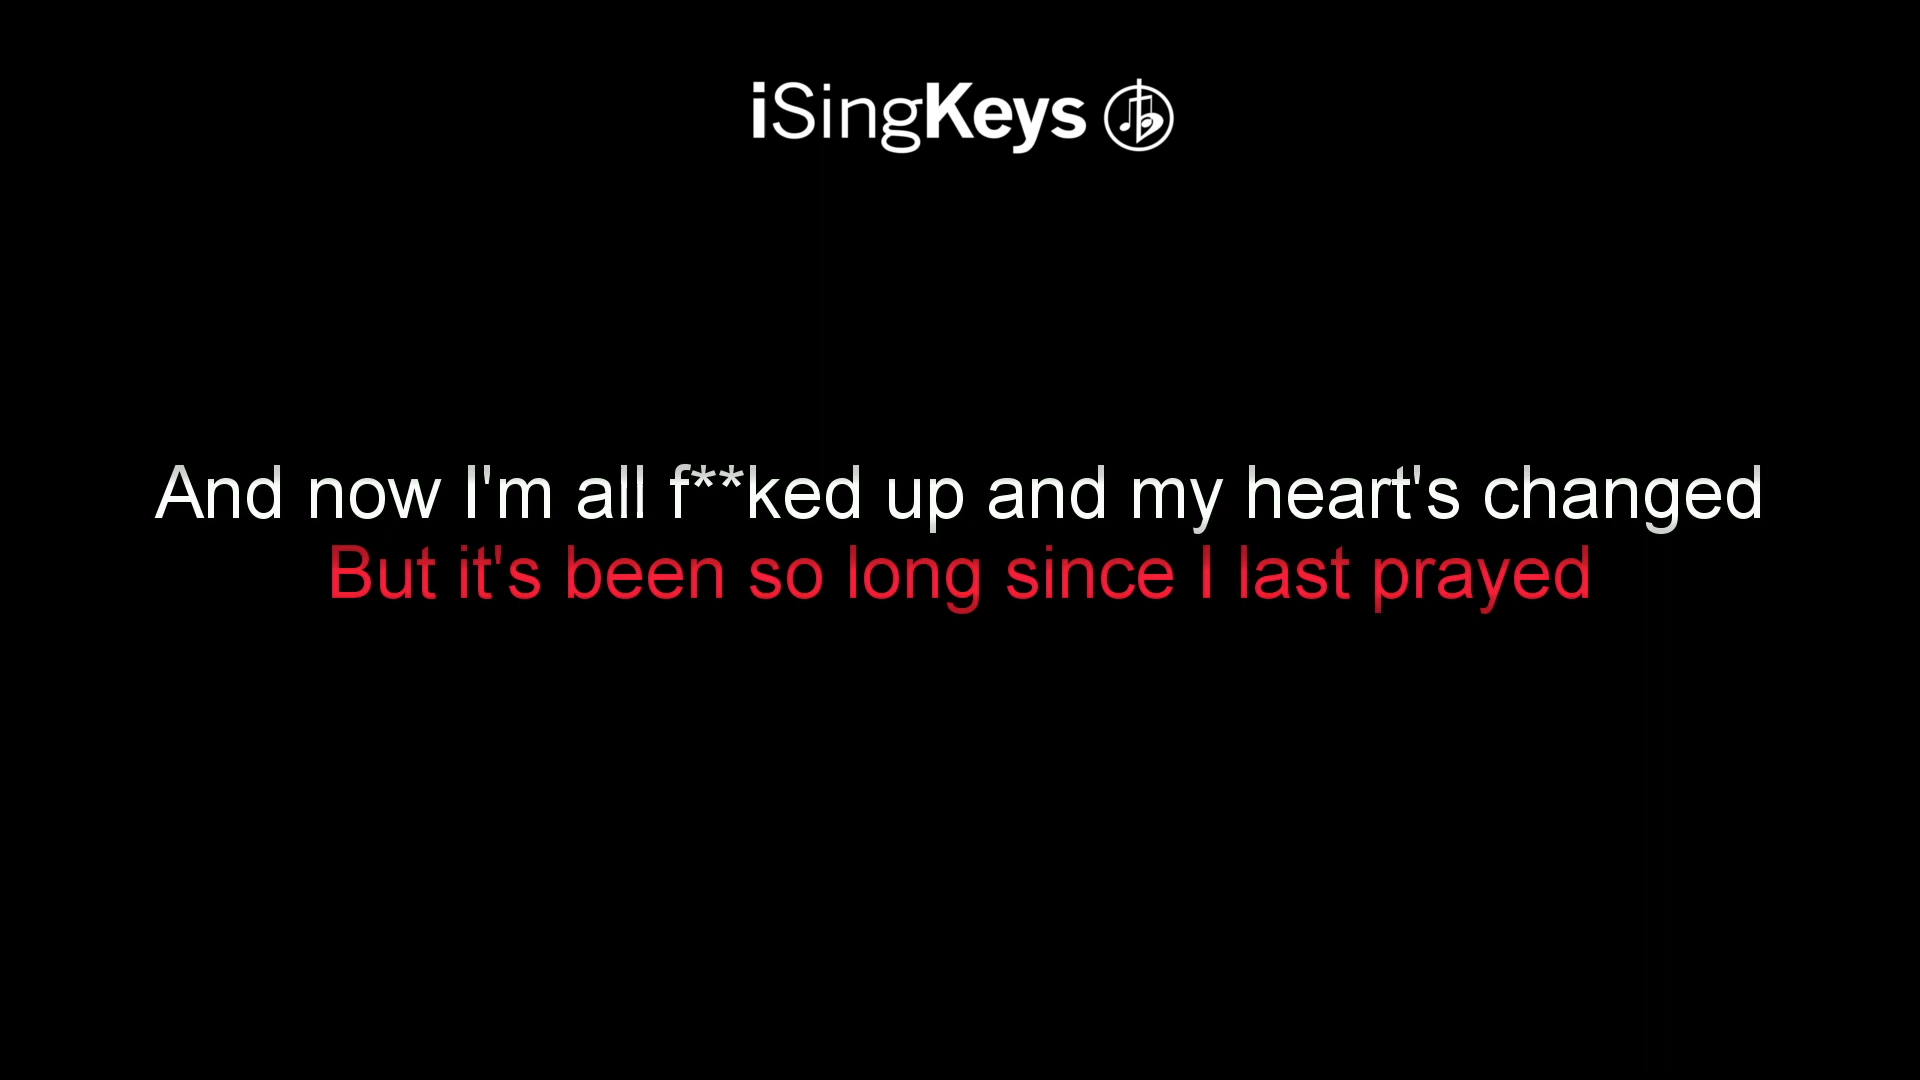 iSingKeys
And now I'm all f**ked up and my heart's changed
But it's been so long since I last prayed